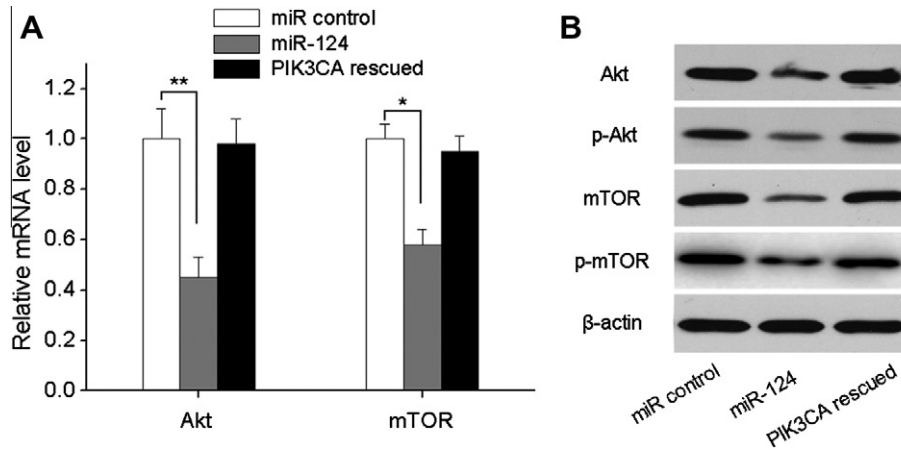 A
miR control
miR-124
PIK3CA rescued
Relative mRNA level
1.2
1.0
0.8
0.6
0.4
0.2
0.0
**
*
Akt
mTOR
B
Akt
p-Akt
mTOR
p-mTOR
β-actin
miR control
miR-124
PIK3CA rescued